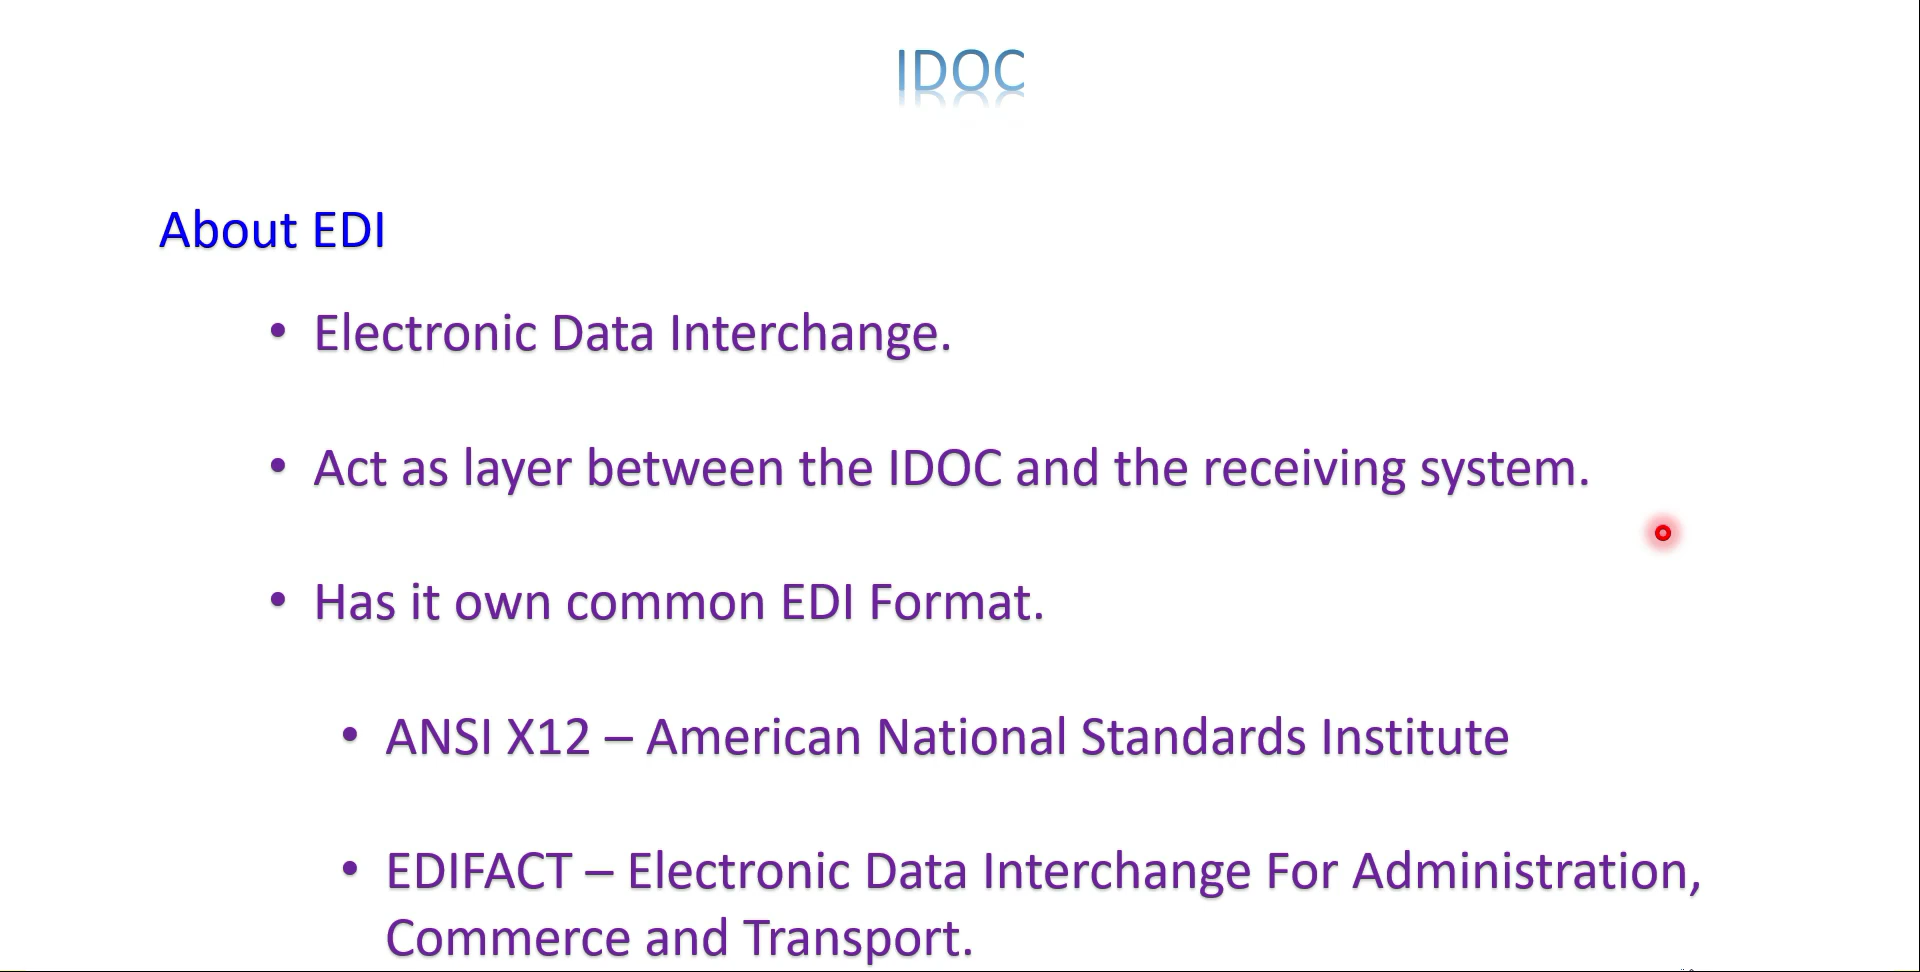 IDOC
About EDI
• Electronic Data Interchange.
• Act as layer between the IDOC and the receiving system.
• Has it own common EDI Format.
• ANSI X12 – American National Standards Institute
• EDIFACT – Electronic Data Interchange For Administration,
Commerce and Transport.